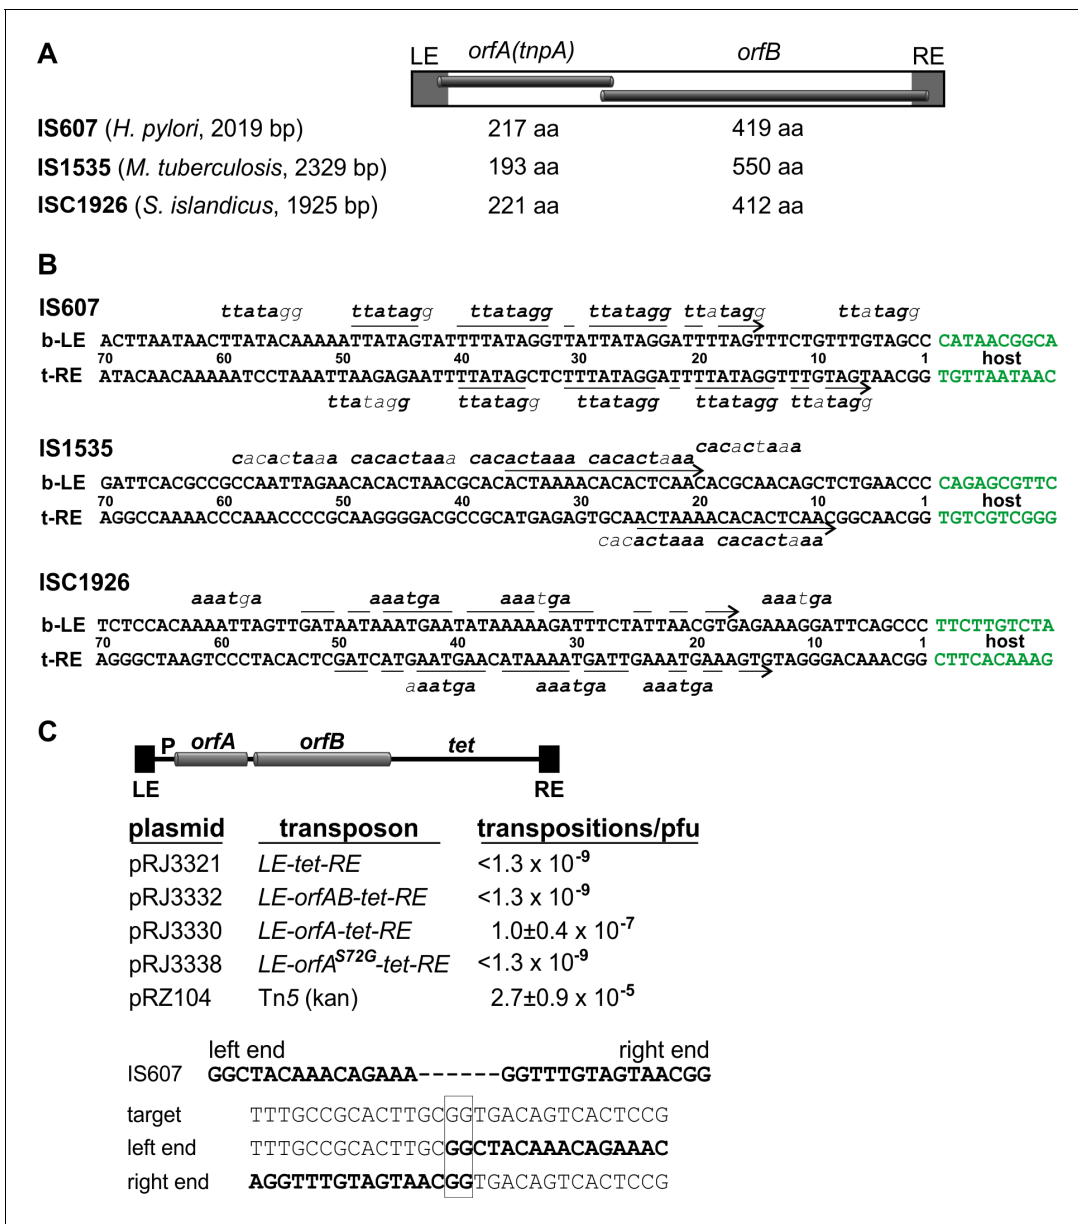 A
LE orfA(tnpA) orfB RE
IS607 (H. pylori, 2019 bp) 217 aa 419 aa
IS1535 (M. tuberculosis, 2329 bp) 193 aa 550 aa
ISC1926 (S. islandicus, 1925 bp) 221 aa 412 aa
B
IS607 ttatagg ttatagg ttatagg ttatagg ttatagg ttatagg
b-LE ACTTAATAACTTATACAAAAATTATAGTATTTTATAGGTTATTATAGGATTTTAGTTTCTGTTTGTAGCC CATAACGGCA
70 50 40 30 20 10 1 host
t-RE ATACAACAAAAATCCTAAATTAAGAGAATTTTATAGCTCTTTATAGGATTTTATAGGTTTGTAGTAACGG TGTTAATAAC
ttatagg ttatagg ttatagg ttatagg ttatagg
IS1535 cacactaaa cacactaaa cacactaaa cacactaaa cacactaaa
b-LE GATTCACGCCGCCAATTAGAACACACTAACGCACACTAAAACACACTCAACACGCAACAGCTCTGAACCC CAGAGCGTTC
70 60 50 40 30 20 10 1 host
t-RE AGGCCAAAACCCAAACCCCGCAAGGGGACGCCGCATGAGAGTGCAACTAAAACACACTCAACGGCAACGG TGTCGTCGGG
cacactaaa cacactaaa
ISC1926
aaatga aaatga aaatga aaatga
b-LE TCTCCACAAAATTAGTTGATAATAAATGAATATAAAAAGATTTCTATTAACGTGAGAAAGGATTCAGCCC TTCTTGTCTA
70 60 50 40 30 20 10 1 host
t-RE AGGGCTAAGTCCCTACACTCGATCATGAATGAACATAAAATGATTGAAATGAAAGTGTAGGGACAAACGG CTTCACAAAG
aaatga aaatga aaatga
C
P orfA orfB tet
LE RE
plasmid transposon transpositions/pfu
pRJ3321 LE-tet-RE <1.3 x 10-9
pRJ3332 LE-orfAB-tet-RE <1.3 x 10-9
pRJ3330 LE-orfA-tet-RE 1.0±0.4 x 10-7
pRJ3338 LE-orfAS72G-tet-RE <1.3 x 10-9
pRZ104 Tn5 (kan) 2.7±0.9 x 10-5
left end right end
IS607 GGCTACAAACAGAAA------GGTTTGTAGTAACGG
target TTTGCCGCACTTGCGGTGACAGTCACTCCG
left end TTTGCCGCACTTGCGGCTACAAACAGAAAC
right end AGGTTTGTAGTAACGGTGACAGTCACTCCG